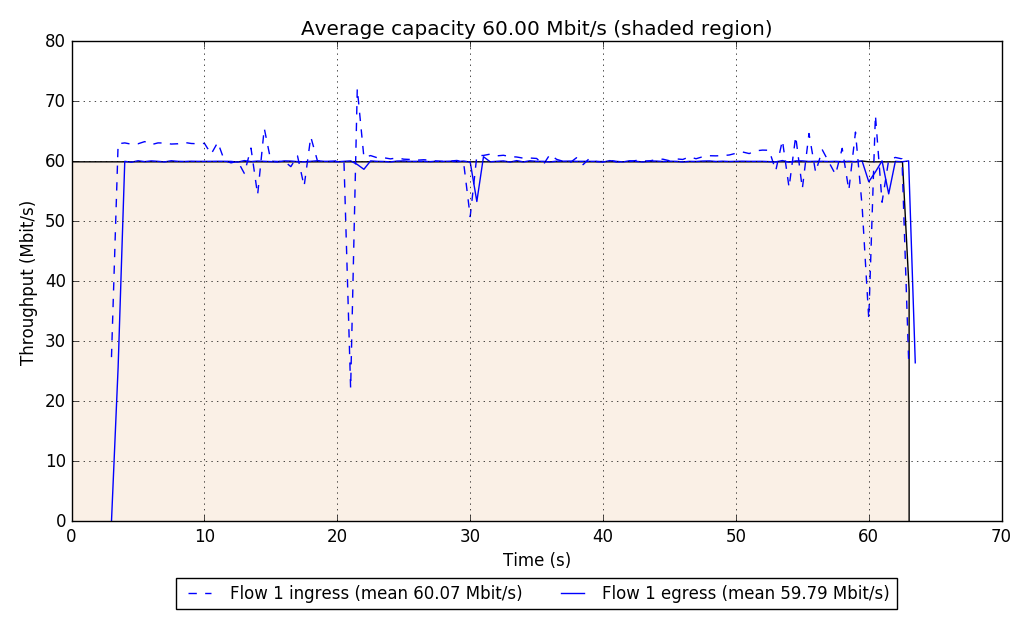 Average capacity 60.00 Mbit/s (shaded region)
80
70
60
50
40
30
20
10
0
Throughput (Mbit/s)
0 10 20 30 40 50 60 70
Time (s)
Flow 1 ingress (mean 60.07 Mbit/s) Flow 1 egress (mean 59.79 Mbit/s)